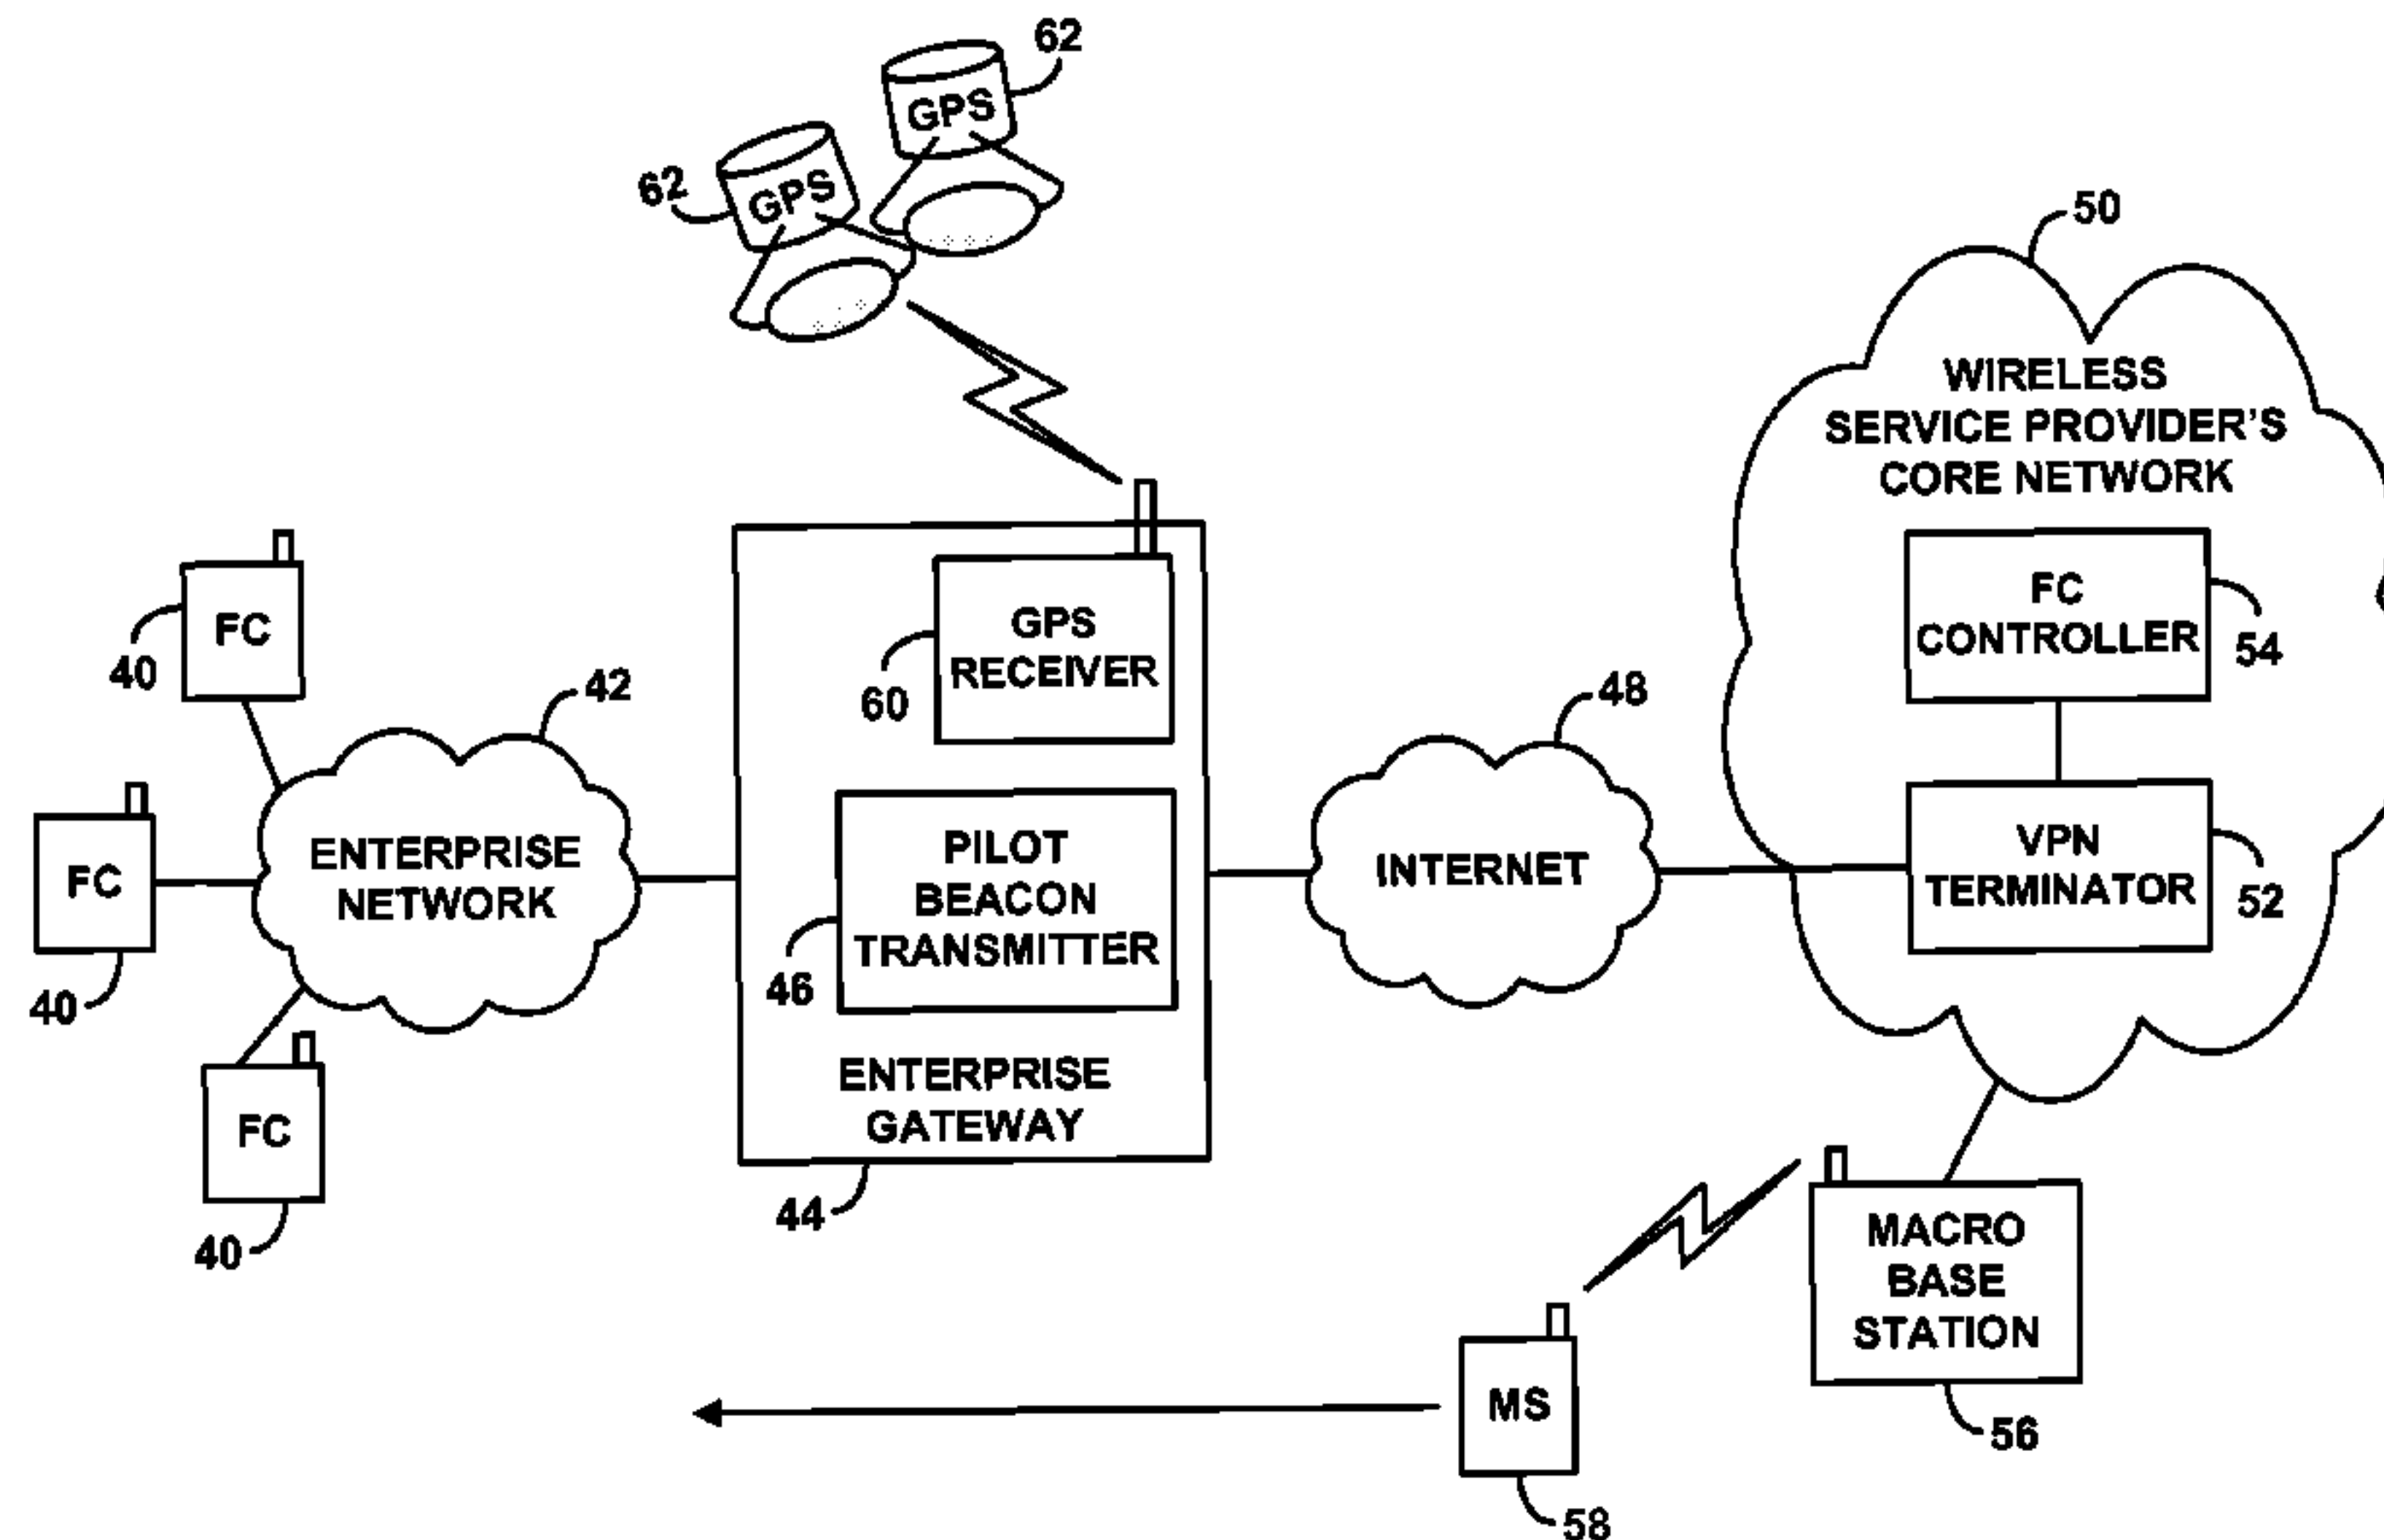 62
GPS
62
GPS
50
WIRELESS
SERVICE PROVIDER'S
CORE NETWORK
FC
CONTROLLER
54
FC
40
GPS
RECEIVER
60
42
48
VPN
TERMINATOR
52
ENTERPRISE
NETWORK
FC
40
PILOT
BEACON
TRANSMITTER
46
INTERNET
ENTERPRISE
GATEWAY
44
FC
40
MACRO
BASE
STATION
56
MS
58